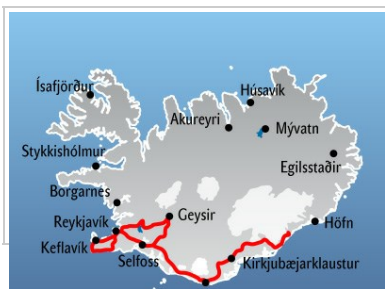 Ísafjörður
Húsavík
Akureyri
Mývatn
Stykkishólmur
Egilsstaðir
Borgarnes
Reykjavík
Geysir
Höfn
Keflavík
Selfoss
Kirkjubæjarklaustur